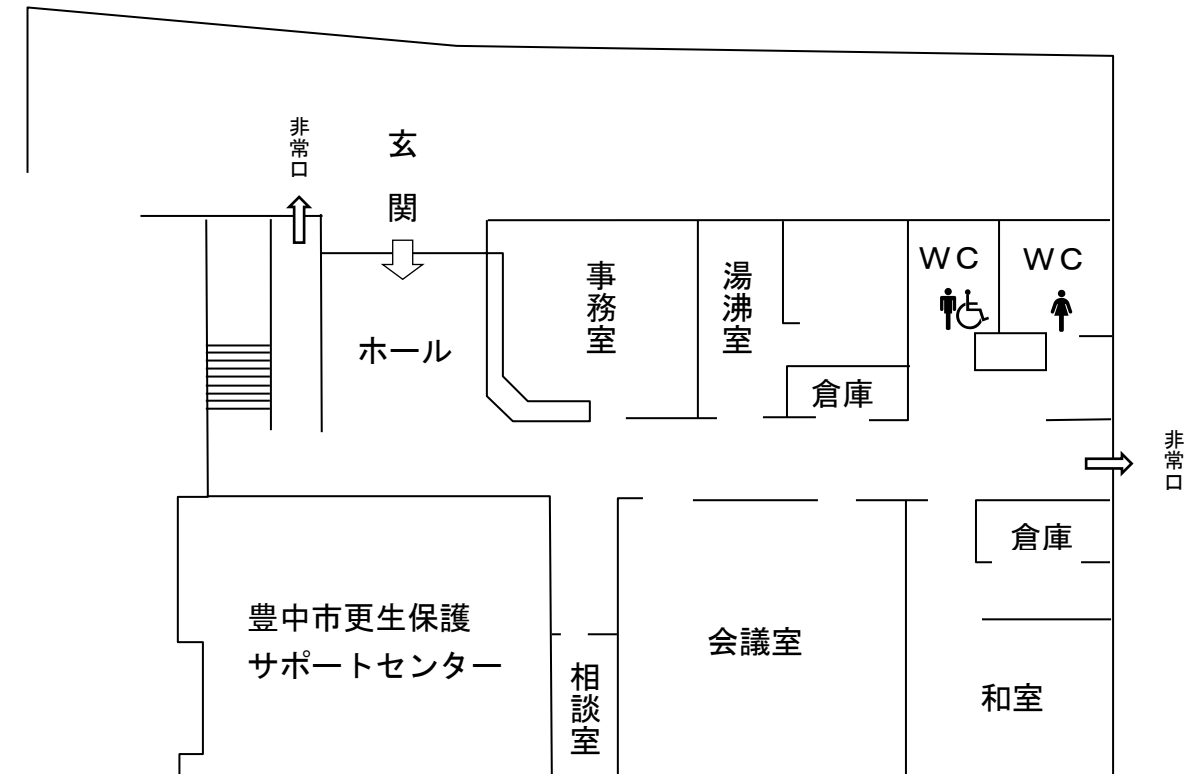 非常口
玄関
事務室
湯沸室
ＷＣ
ＷＣ
ホール
倉庫
非常口
倉庫
豊中市更生保護
サポートセンター
相談室
会議室
和室